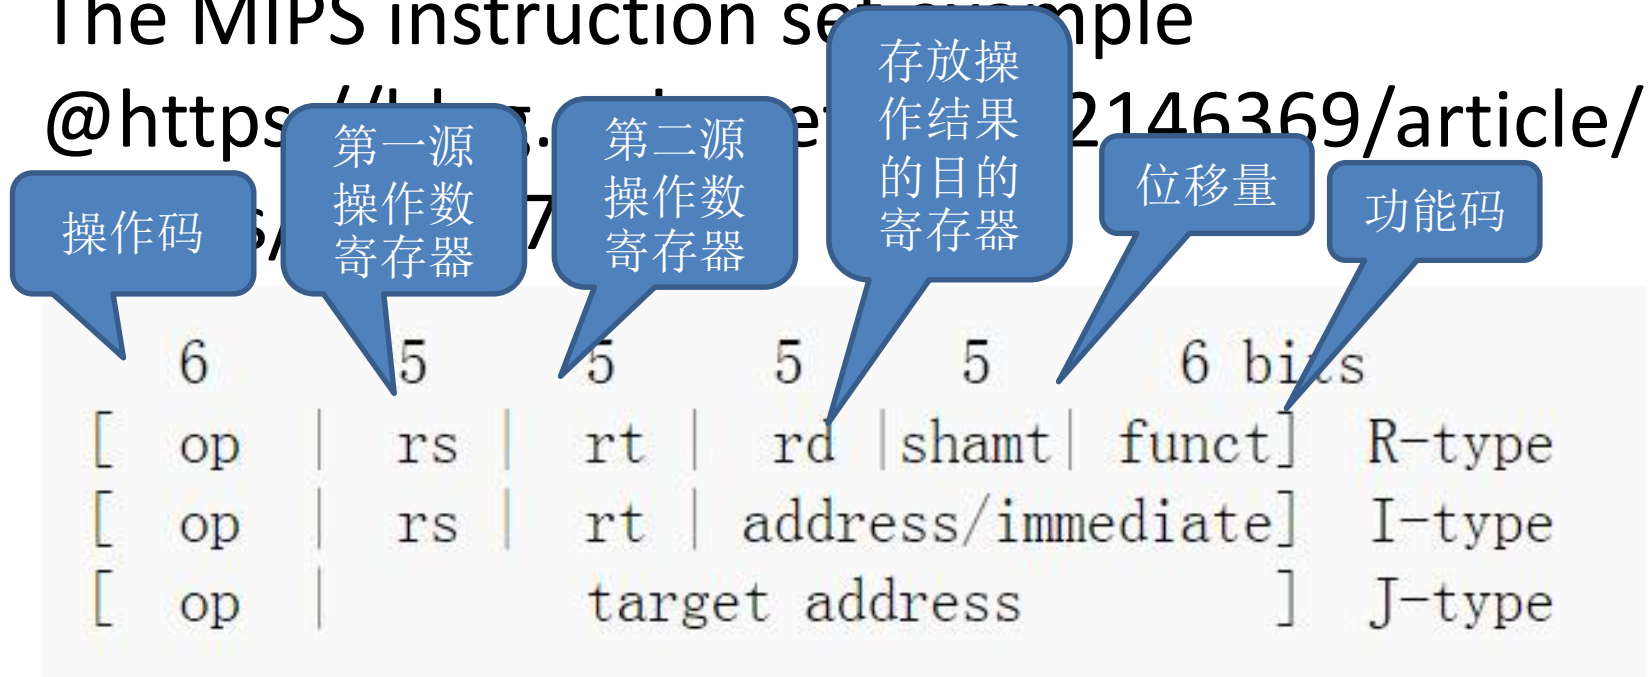 The MIPS instruction set example
@https://
2146369/article/
操作码
第一源
操作数
寄存器
第二源
操作数
寄存器
存放操
作结果
的目的
寄存器
位移量
功能码
6 5 5 5 5 6 bits
[ op | rs | rt | rd |shamt| funct] R-type
[ op | rs | rt | address/immediate] I-type
[ op | target address ] J-type